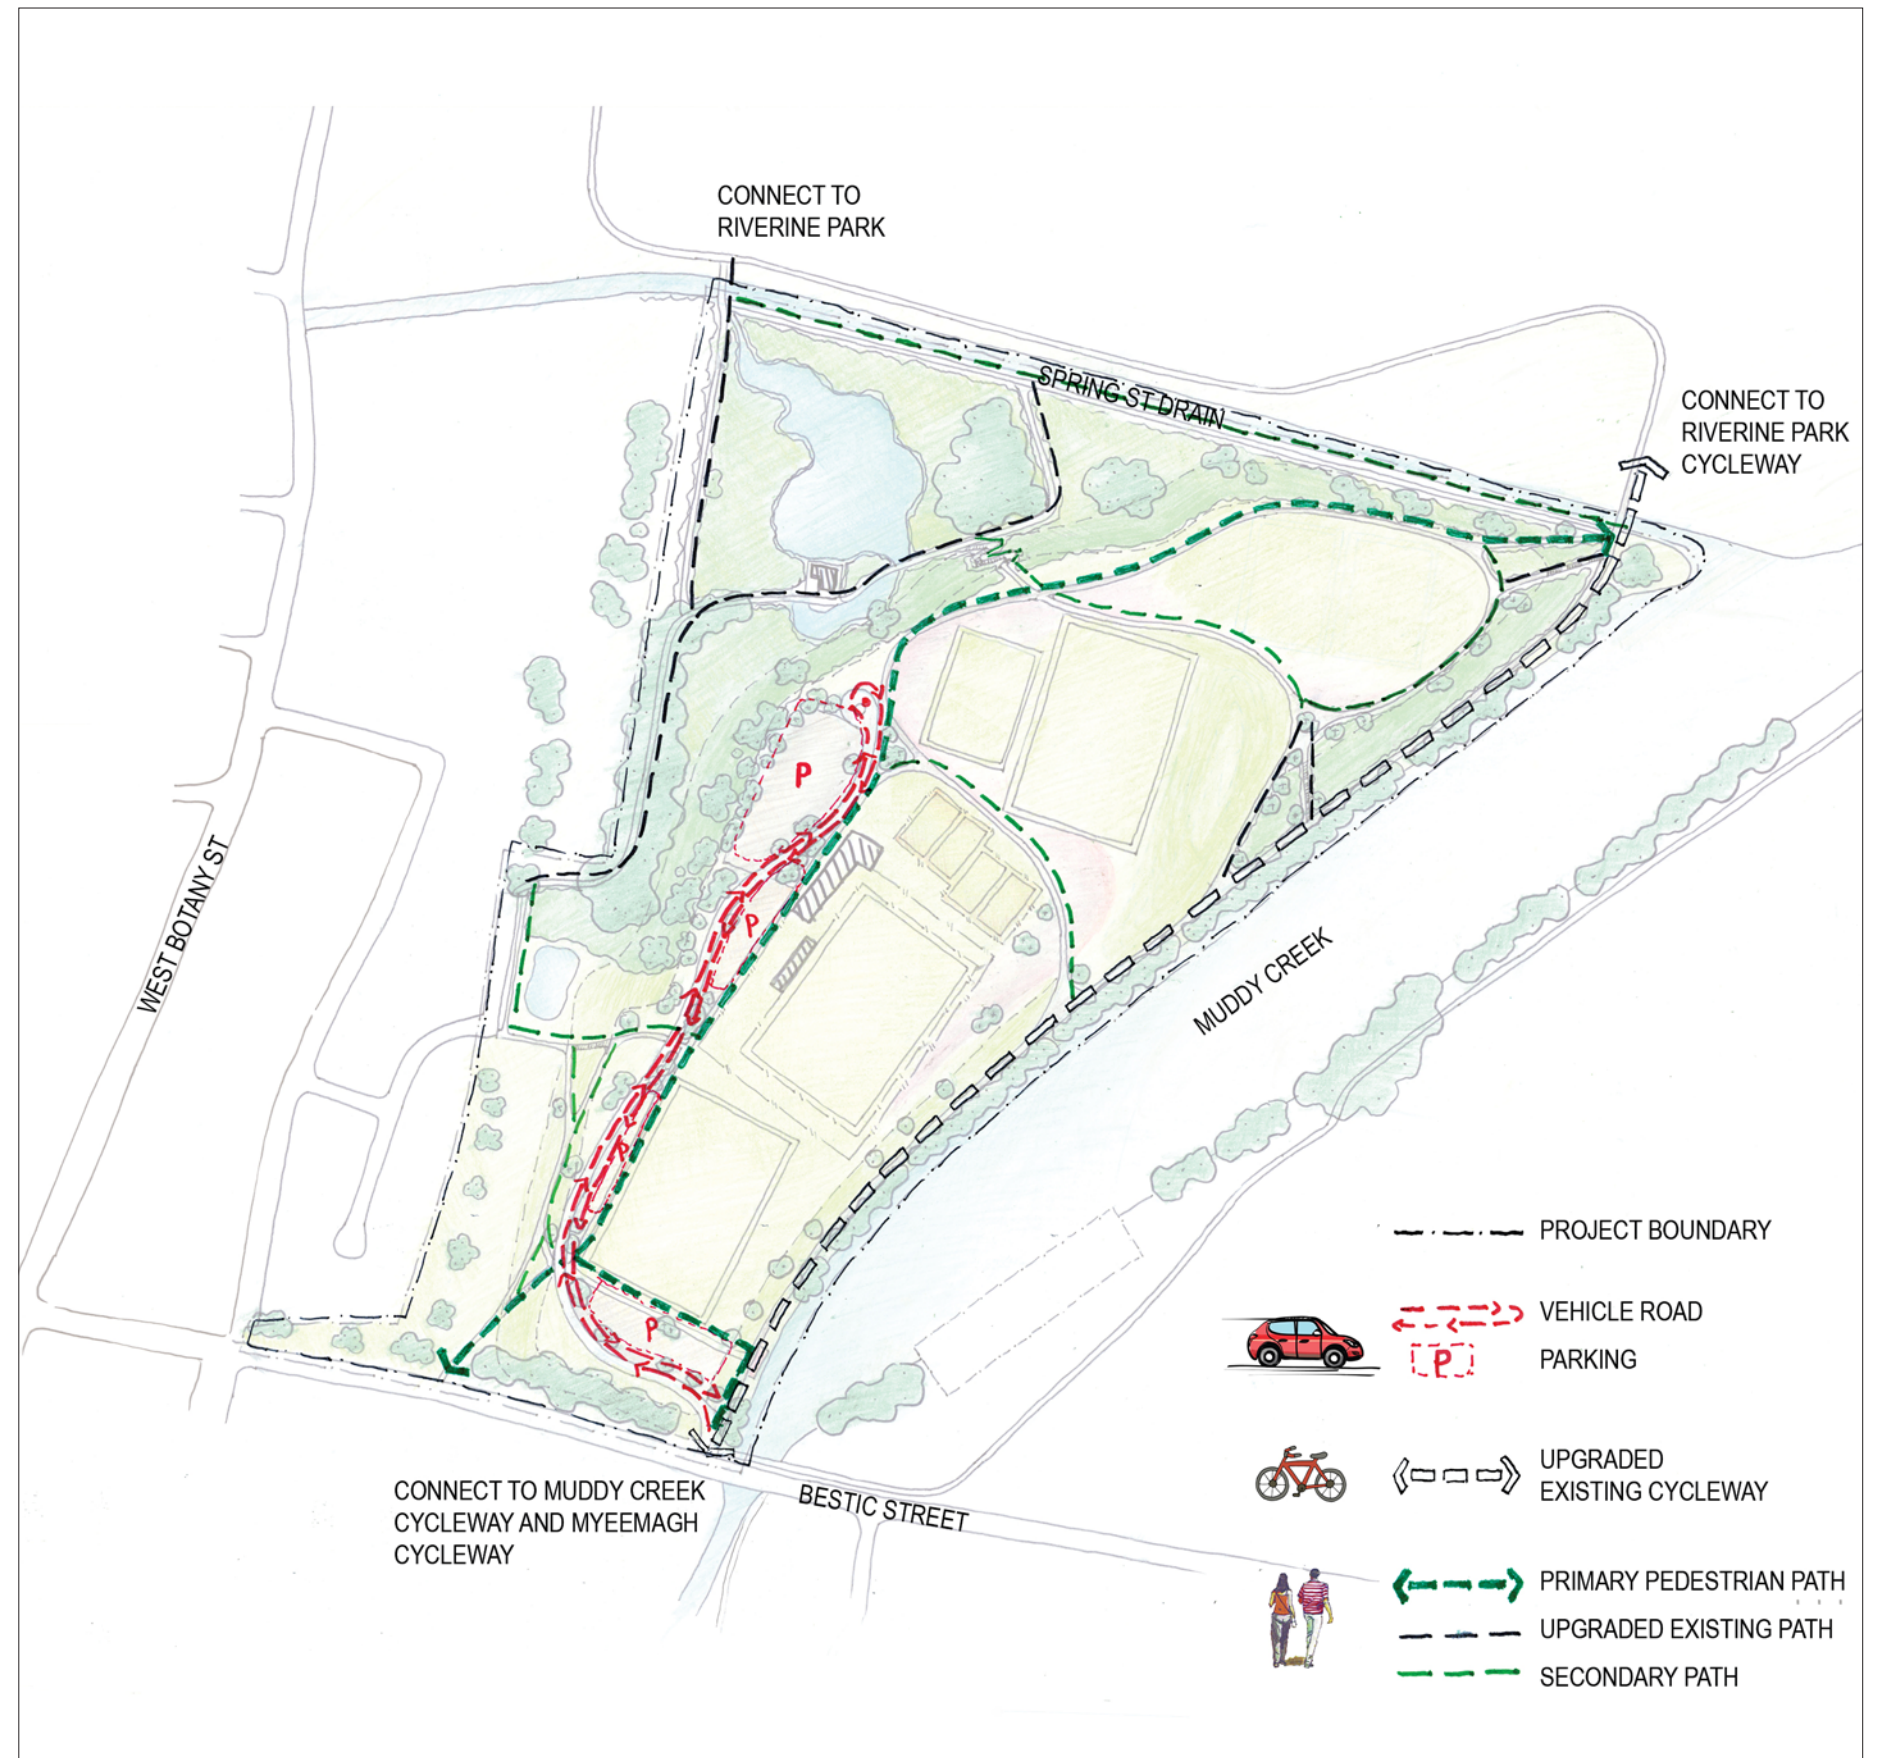 CONNECT TO
RIVERINE PARK
SPRING ST DRAIN
CONNECT TO
RIVERINE PARK
CYCLEWAY
P
P
P
P
WEST BOTANY ST
MUDDY CREEK
BESTIC STREET
CONNECT TO MUDDY CREEK
CYCLEWAY AND MYEEMAGH
CYCLEWAY
PROJECT BOUNDARY
VEHICLE ROAD
P
PARKING
UPGRADED
EXISTING CYCLEWAY
PRIMARY PEDESTRIAN PATH
UPGRADED EXISTING PATH
SECONDARY PATH